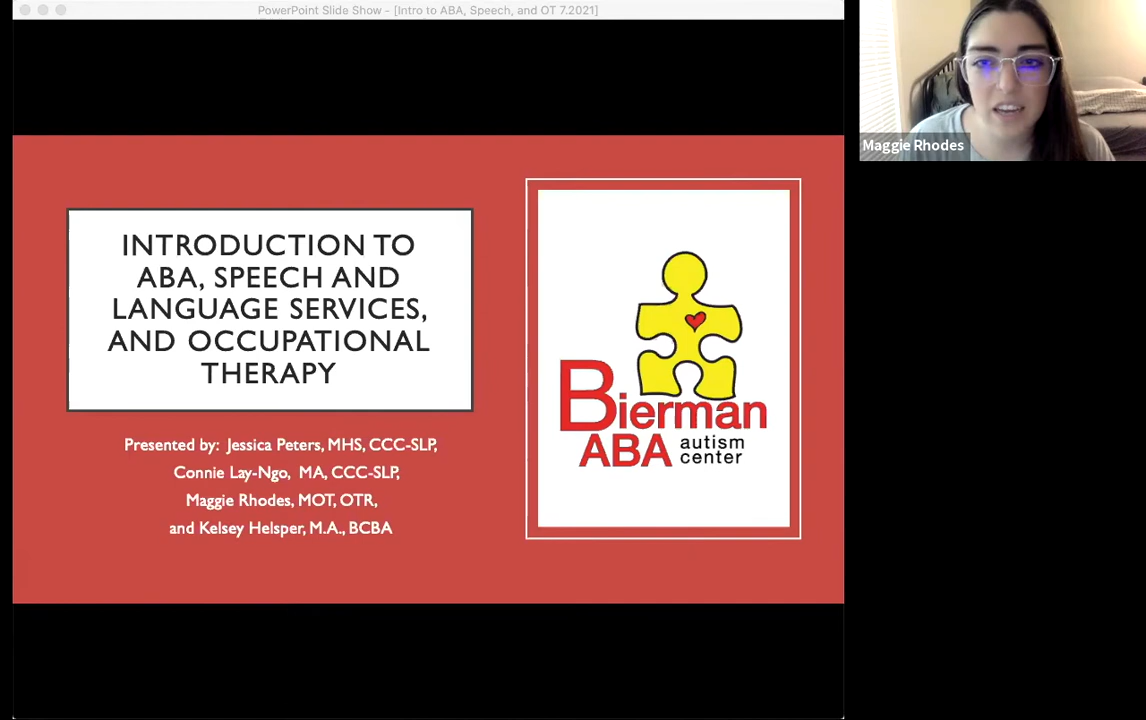 PowerPoint Slide Show - [Intro to ABA, Speech, and OT 7.2021]
INTRODUCTION TO
ABA, SPEECH AND
LANGUAGE SERVICES,
AND OCCUPATIONAL
THERAPY
Presented by: Jessica Peters, MHS, CCC-SLP,
Connie Lay-Ngo, MA, CCC-SLP,
Maggie Rhodes, MOT, OTR,
and Kelsey Helsper, M.A., BCBA
Bierman
ABA autism
center
Maggie Rhodes